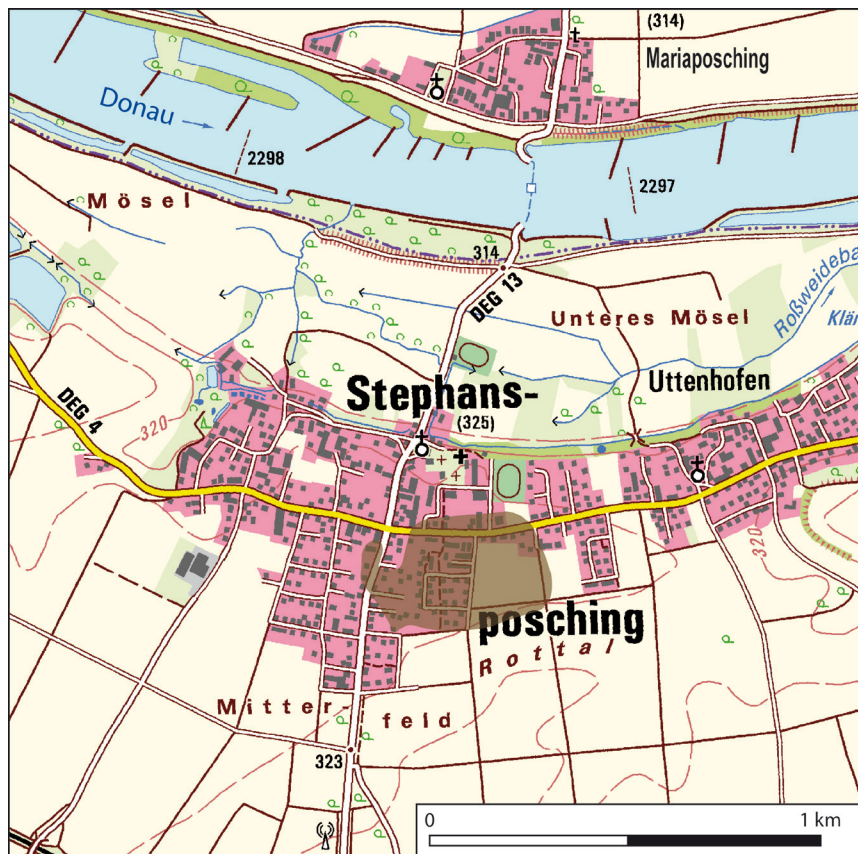 (314)
Mariaposching
Donau
2298
2297
Mösel
314
DEG 13
Unteres Mösel
Roßweideba
Klär
Stephans-
(325)
Uttenhofen
DEG 4
320
320
posching
Rottal
Mitter-
feld
323
0 1 km